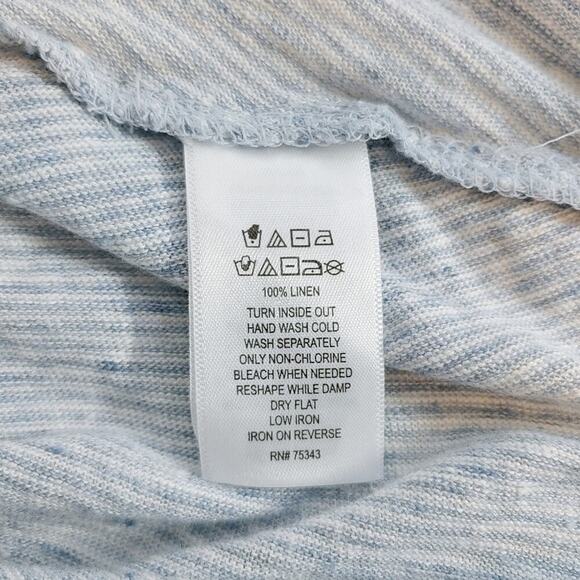 100% LINEN
TURN INSIDE OUT
HAND WASH COLD
WASH SEPARATELY
ONLY NON-CHLORINE
BLEACH WHEN NEEDED
RESHAPE WHILE DAMP
DRY FLAT
LOW IRON
IRON ON REVERSE
RN# 75343